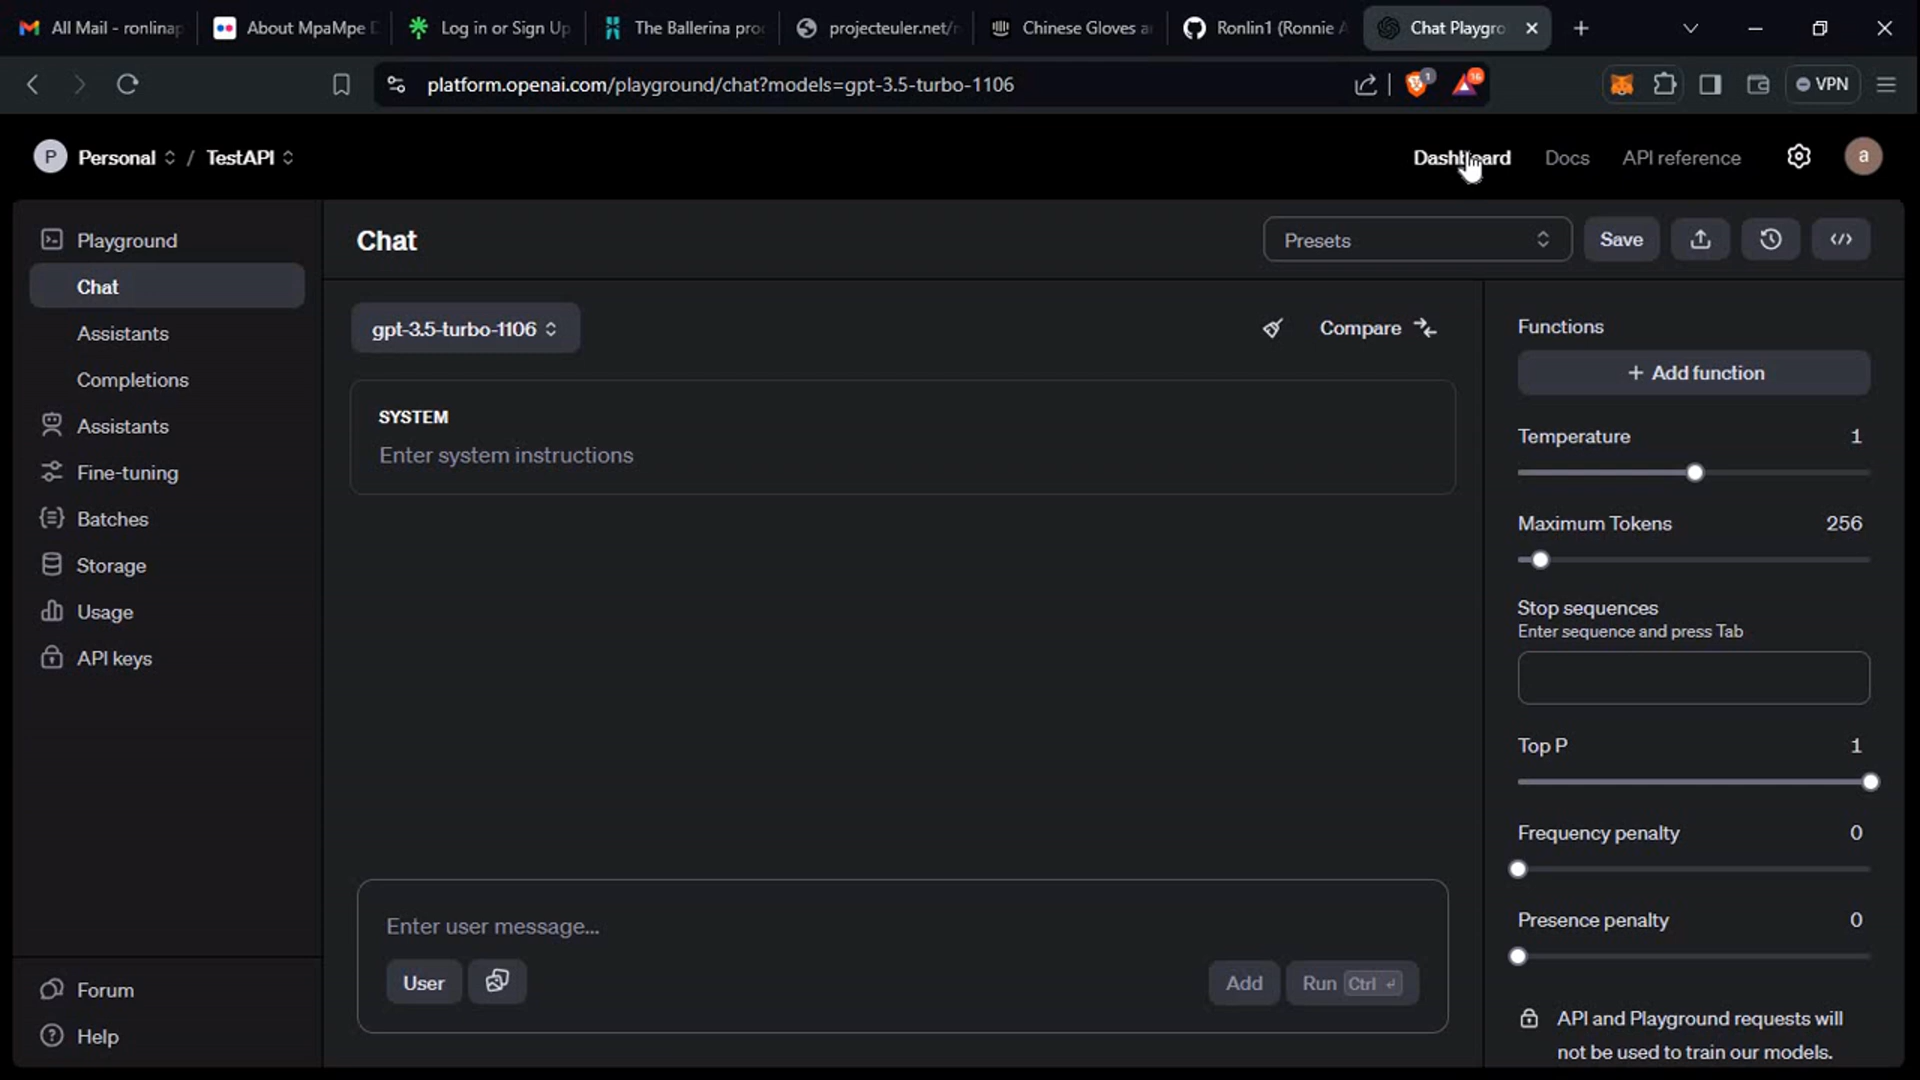 All Mail - ronlinap
About MpaMpe D
Log in or Sign Up
The Ballerina proc
projecteuler.net/n
Chinese Gloves a
Ronlin1 (Ronnie A
Chat Playgro
platform.openai.com/playground/chat?models=gpt-3.5-turbo-1106
1
16
VPN
P Personal / TestAPI
Dashboard
Docs
API reference
a
Playground
Chat
Assistants
Completions
Assistants
Fine-tuning
Batches
Storage
Usage
API keys
Forum
Help
Chat
Presets
Save
gpt-3.5-turbo-1106
Compare
SYSTEM
Enter system instructions
Enter user message...
User
Add
Run Ctrl ↵
Functions
+ Add function
Temperature 1
Maximum Tokens 256
Stop sequences
Enter sequence and press Tab
Top P 1
Frequency penalty 0
Presence penalty 0
API and Playground requests will
not be used to train our models.